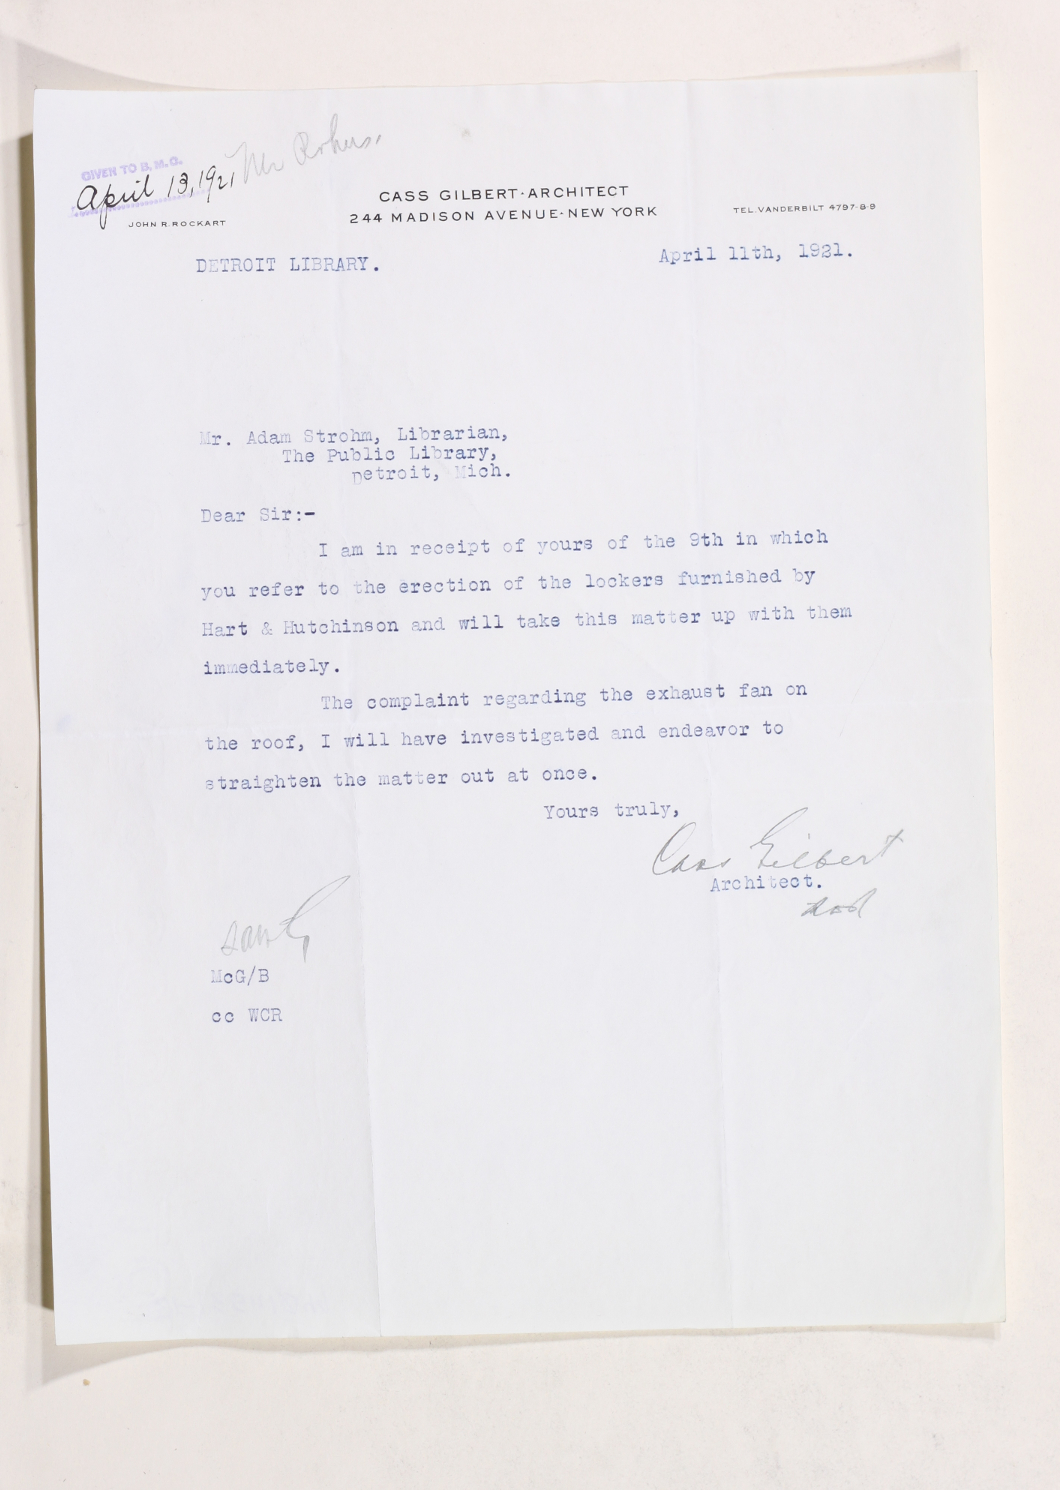 GIVEN TO B. M. C.
April 13, 1921
Mr
CASS GILBERT·ARCHITECT
244 MADISON AVENUE·NEW YORK
JOHN R. ROCKART
TEL. VANDERBILT 4797-8-9
DETROIT LIBRARY.
April 11th, 1921.
Mr. Adam Strohm, Librarian,
The Public Library,
Detroit, Mich.
Dear Sir:-
I am in receipt of yours of the 9th in which
you refer to the erection of the lockers furnished by
Hart & Hutchinson and will take this matter up with them
immediately.
The complaint regarding the exhaust fan on
the roof, I will have investigated and endeavor to
straighten the matter out at once.
Yours truly,
Cass Gilbert
Architect.
McG/B
cc WCR